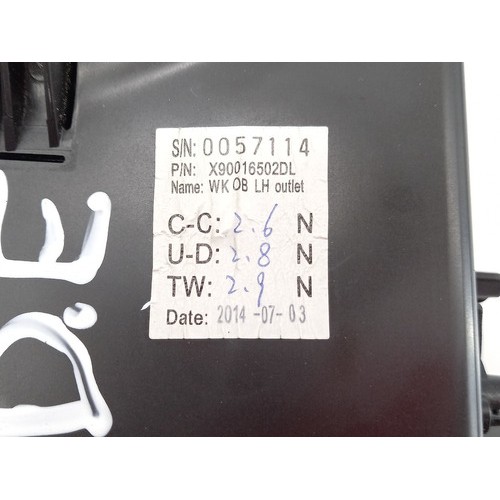 S/N: 0057114
P/N: X90016502DL
Name: WK OB LH outlet
C-C: 2.6 N
U-D: 2.8 N
TW: 2.9 N
Date: 2014-07-03
D.E